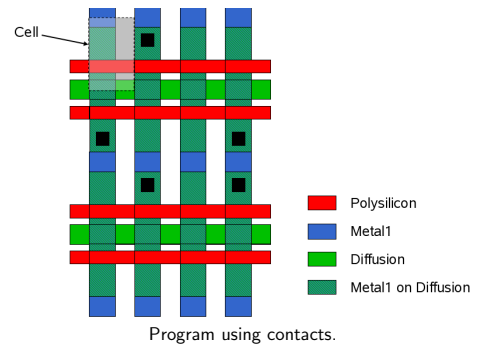 Cell
Polysilicon
Metal1
Diffusion
Metal1 on Diffusion
Program using contacts.